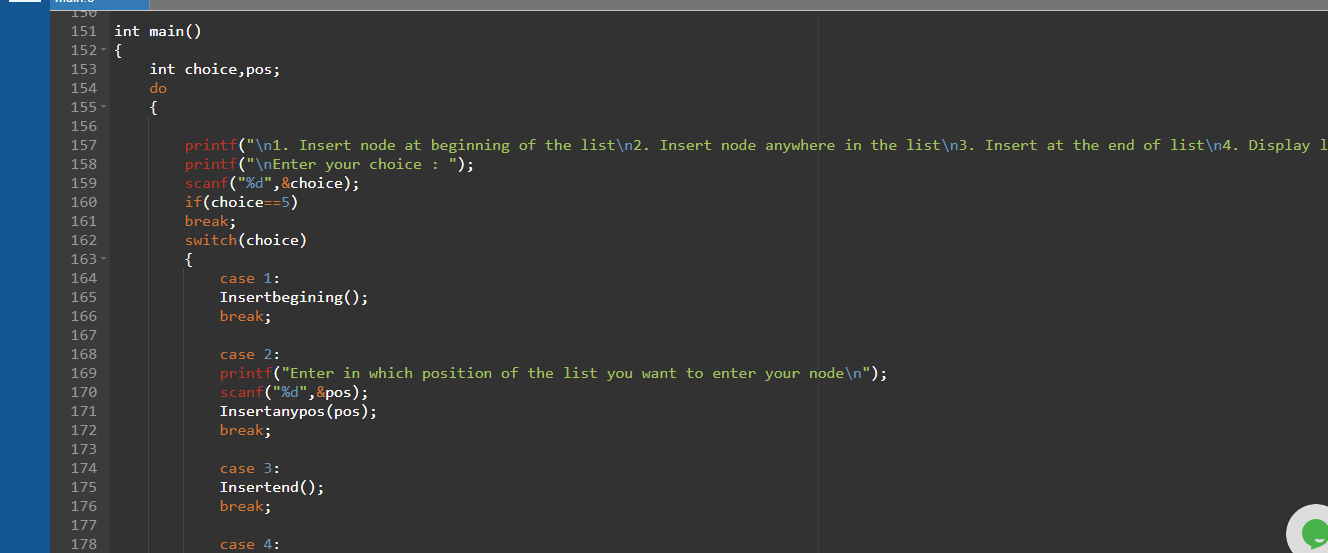 main.c
150
151 int main()
152 {
153 int choice,pos;
154 do
155 {
156
157 printf("\n1. Insert node at beginning of the list\n2. Insert node anywhere in the list\n3. Insert at the end of list\n4. Display l
158 printf("\nEnter your choice : ");
159 scanf("%d",&choice);
160 if(choice==5)
161 break;
162 switch(choice)
163 {
164 case 1:
165 Insertbegining();
166 break;
167
168 case 2:
169 printf("Enter in which position of the list you want to enter your node\n");
170 scanf("%d",&pos);
171 Insertanypos(pos);
172 break;
173
174 case 3:
175 Insertend();
176 break;
177
178 case 4: